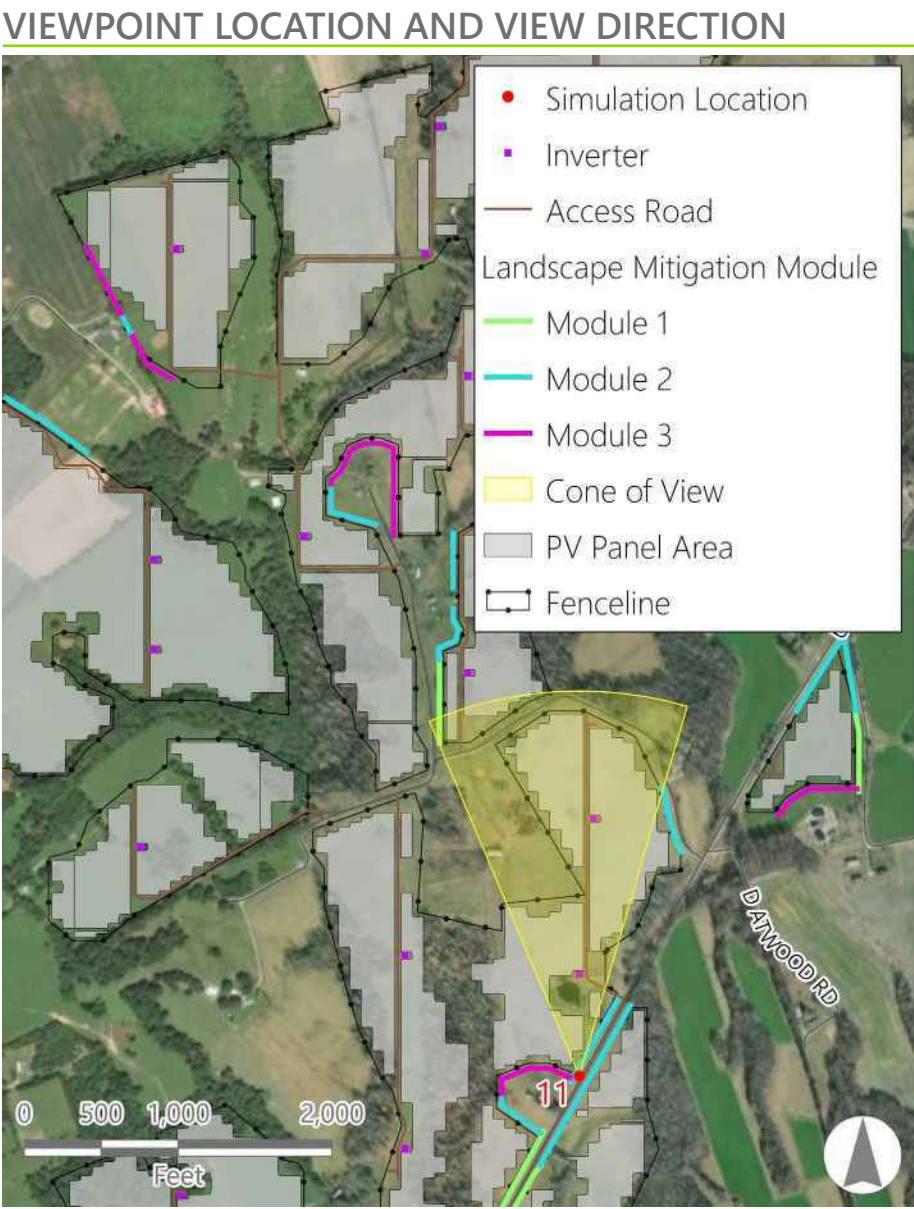 VIEWPOINT LOCATION AND VIEW DIRECTION
Simulation Location
Inverter
Access Road
Landscape Mitigation Module
Module 1
Module 2
Module 3
Cone of View
PV Panel Area
Fenceline
D ATWOOD RD
11
0 500 1,000 2,000
Feet